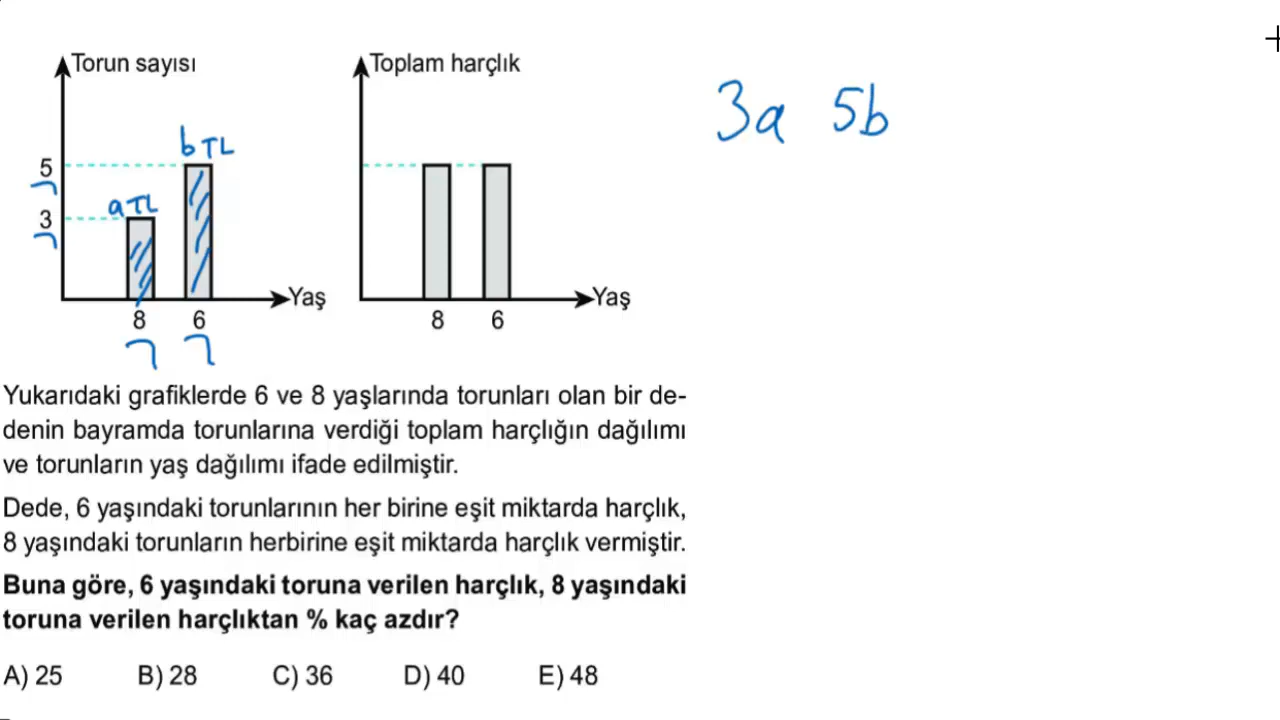 Torun sayısı
Toplam harçlık
3a 5b
b TL
5
a TL
3
Yaş
Yaş
8 6
8 6
Yukarıdaki grafiklerde 6 ve 8 yaşlarında torunları olan bir de-
denin bayramda torunlarına verdiği toplam harçlığın dağılımı
ve torunların yaş dağılımı ifade edilmiştir.
Dede, 6 yaşındaki torunlarının her birine eşit miktarda harçlık,
8 yaşındaki torunların herbirine eşit miktarda harçlık vermiştir.
Buna göre, 6 yaşındaki toruna verilen harçlık, 8 yaşındaki
toruna verilen harçlıktan % kaç azdır?
A) 25 B) 28 C) 36 D) 40 E) 48